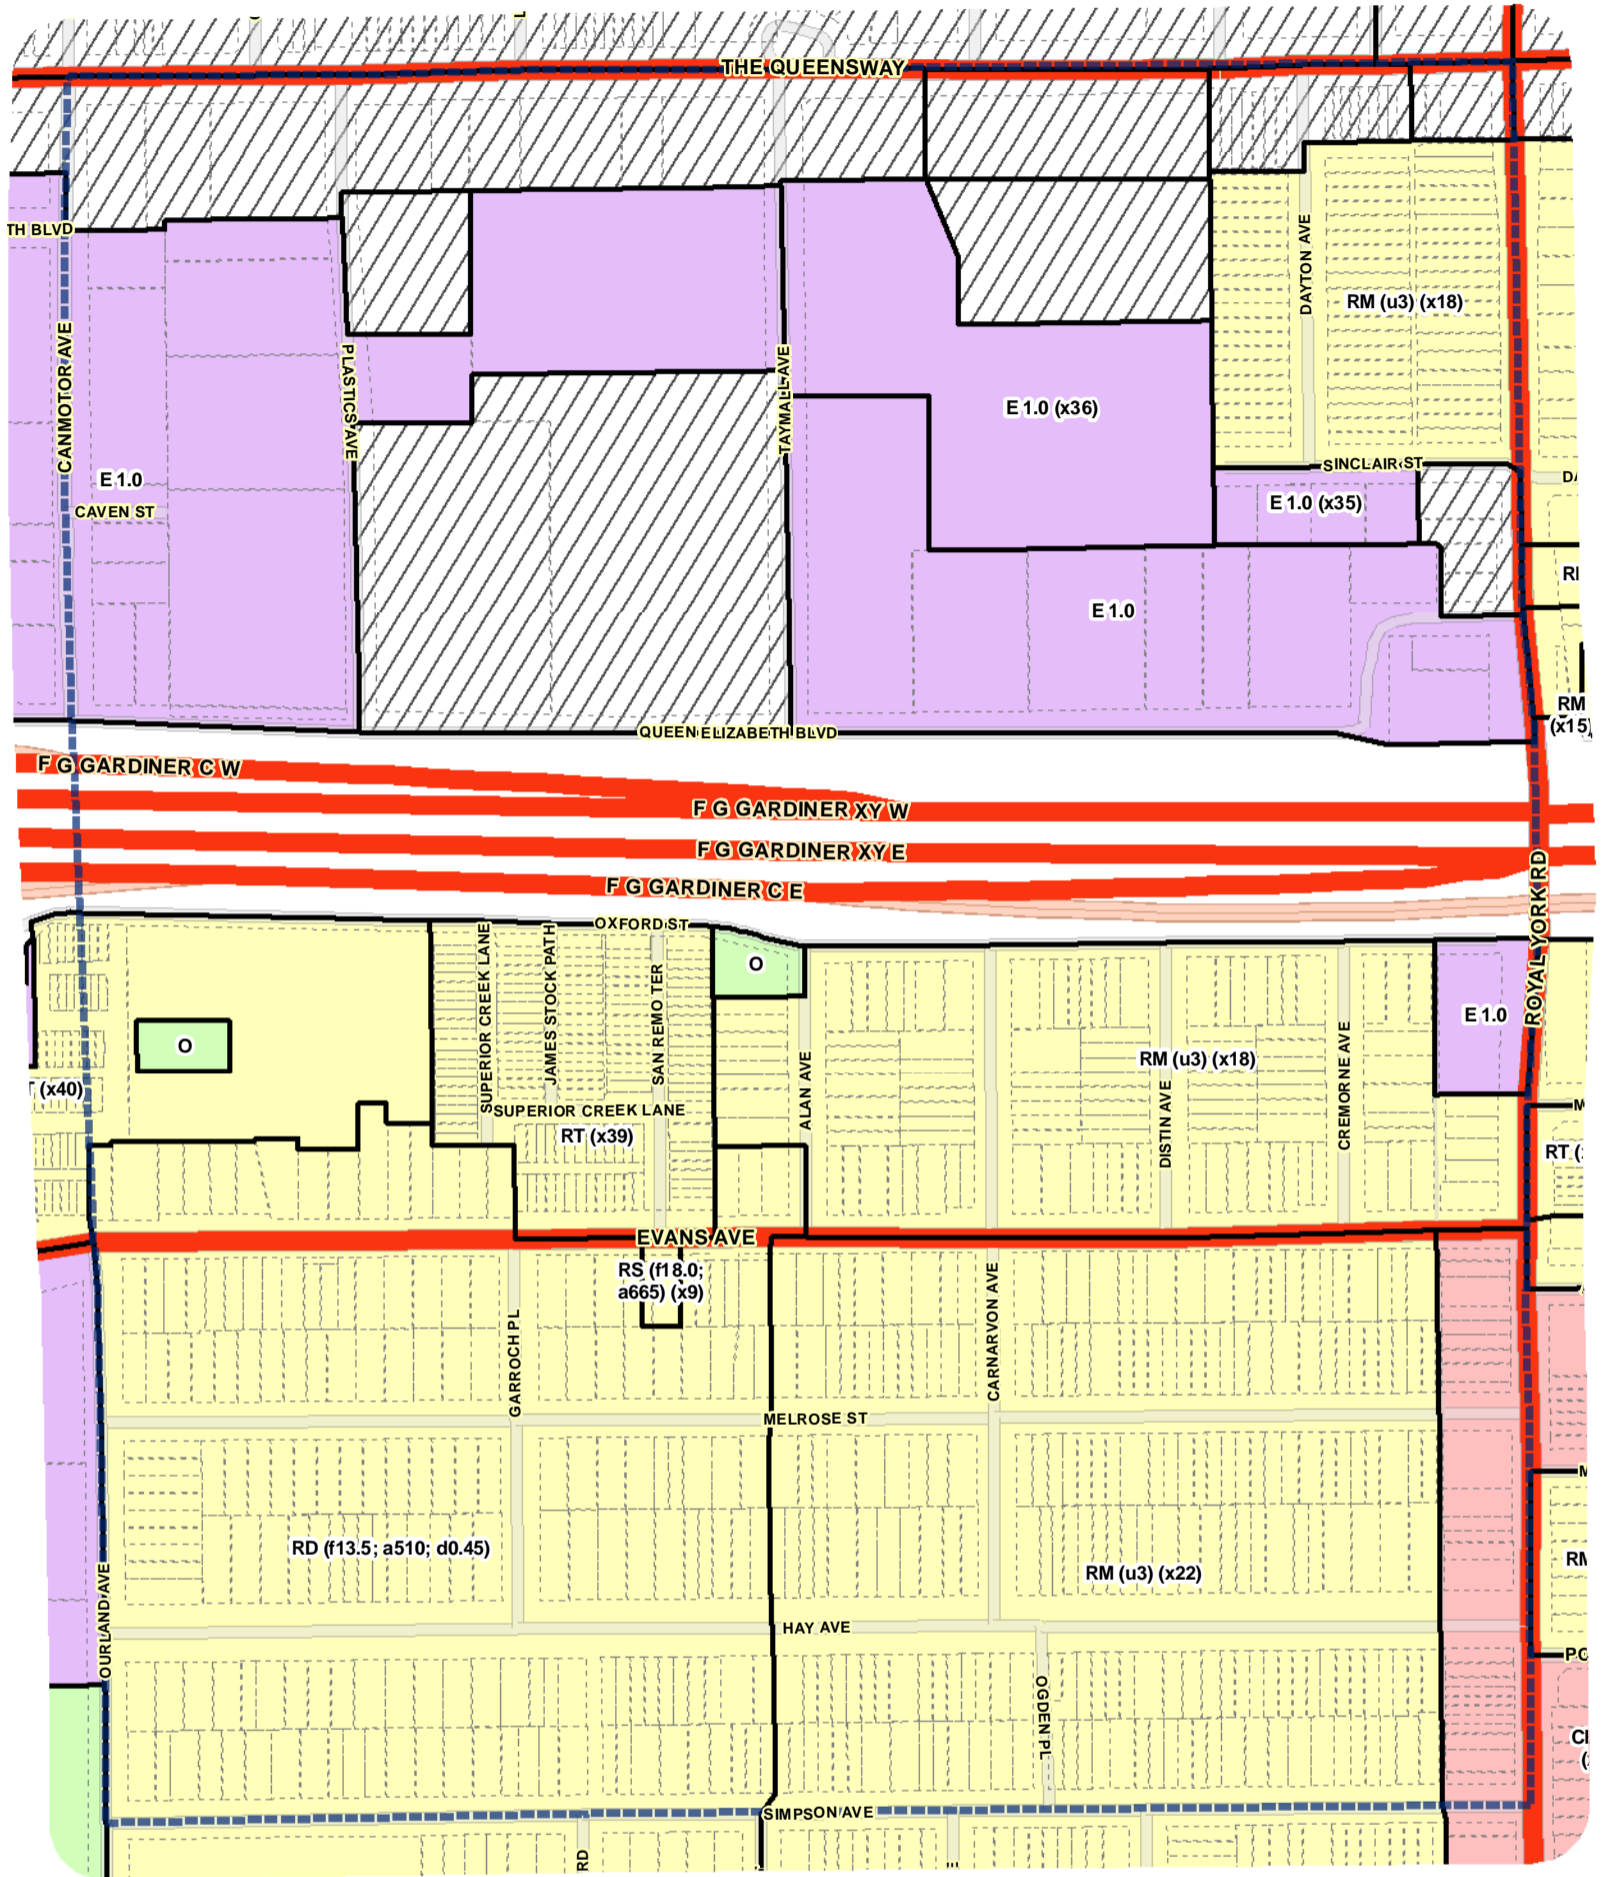 THE QUEENSWAY
TH BLVD
DAYTON AVE
RM (u3) (x18)
CANMOTOR AVE
PLASTICS AVE
TAYMALL AVE
E 1.0 (x36)
SINCLAIR ST
E 1.0
E 1.0 (x35)
CAVEN ST
E 1.0
RM
(x15)
QUEEN ELIZABETH BLVD
F G GARDINER C W
F G GARDINER XY W
F G GARDINER XY E
F G GARDINER C E
ROYAL YORK RD
OXFORD ST
SUPERIOR CREEK LANE
JAMES STOCK PATH
SAN REMO TER
O
E 1.0
O
ALAN AVE
RM (u3) (x18)
CREMORNE AVE
(x40)
SUPERIOR CREEK LANE
DISTIN AVE
RT (x39)
RT (
EVANS AVE
RS (f18.0;
a665) (x9)
GARROCH PL
CARNARVON AVE
MELROSE ST
RD (f13.5; a510; d0.45)
RM (u3) (x22)
RM
OURLAND AVE
HAY AVE
OGDEN PL
SIMPSON AVE
RD